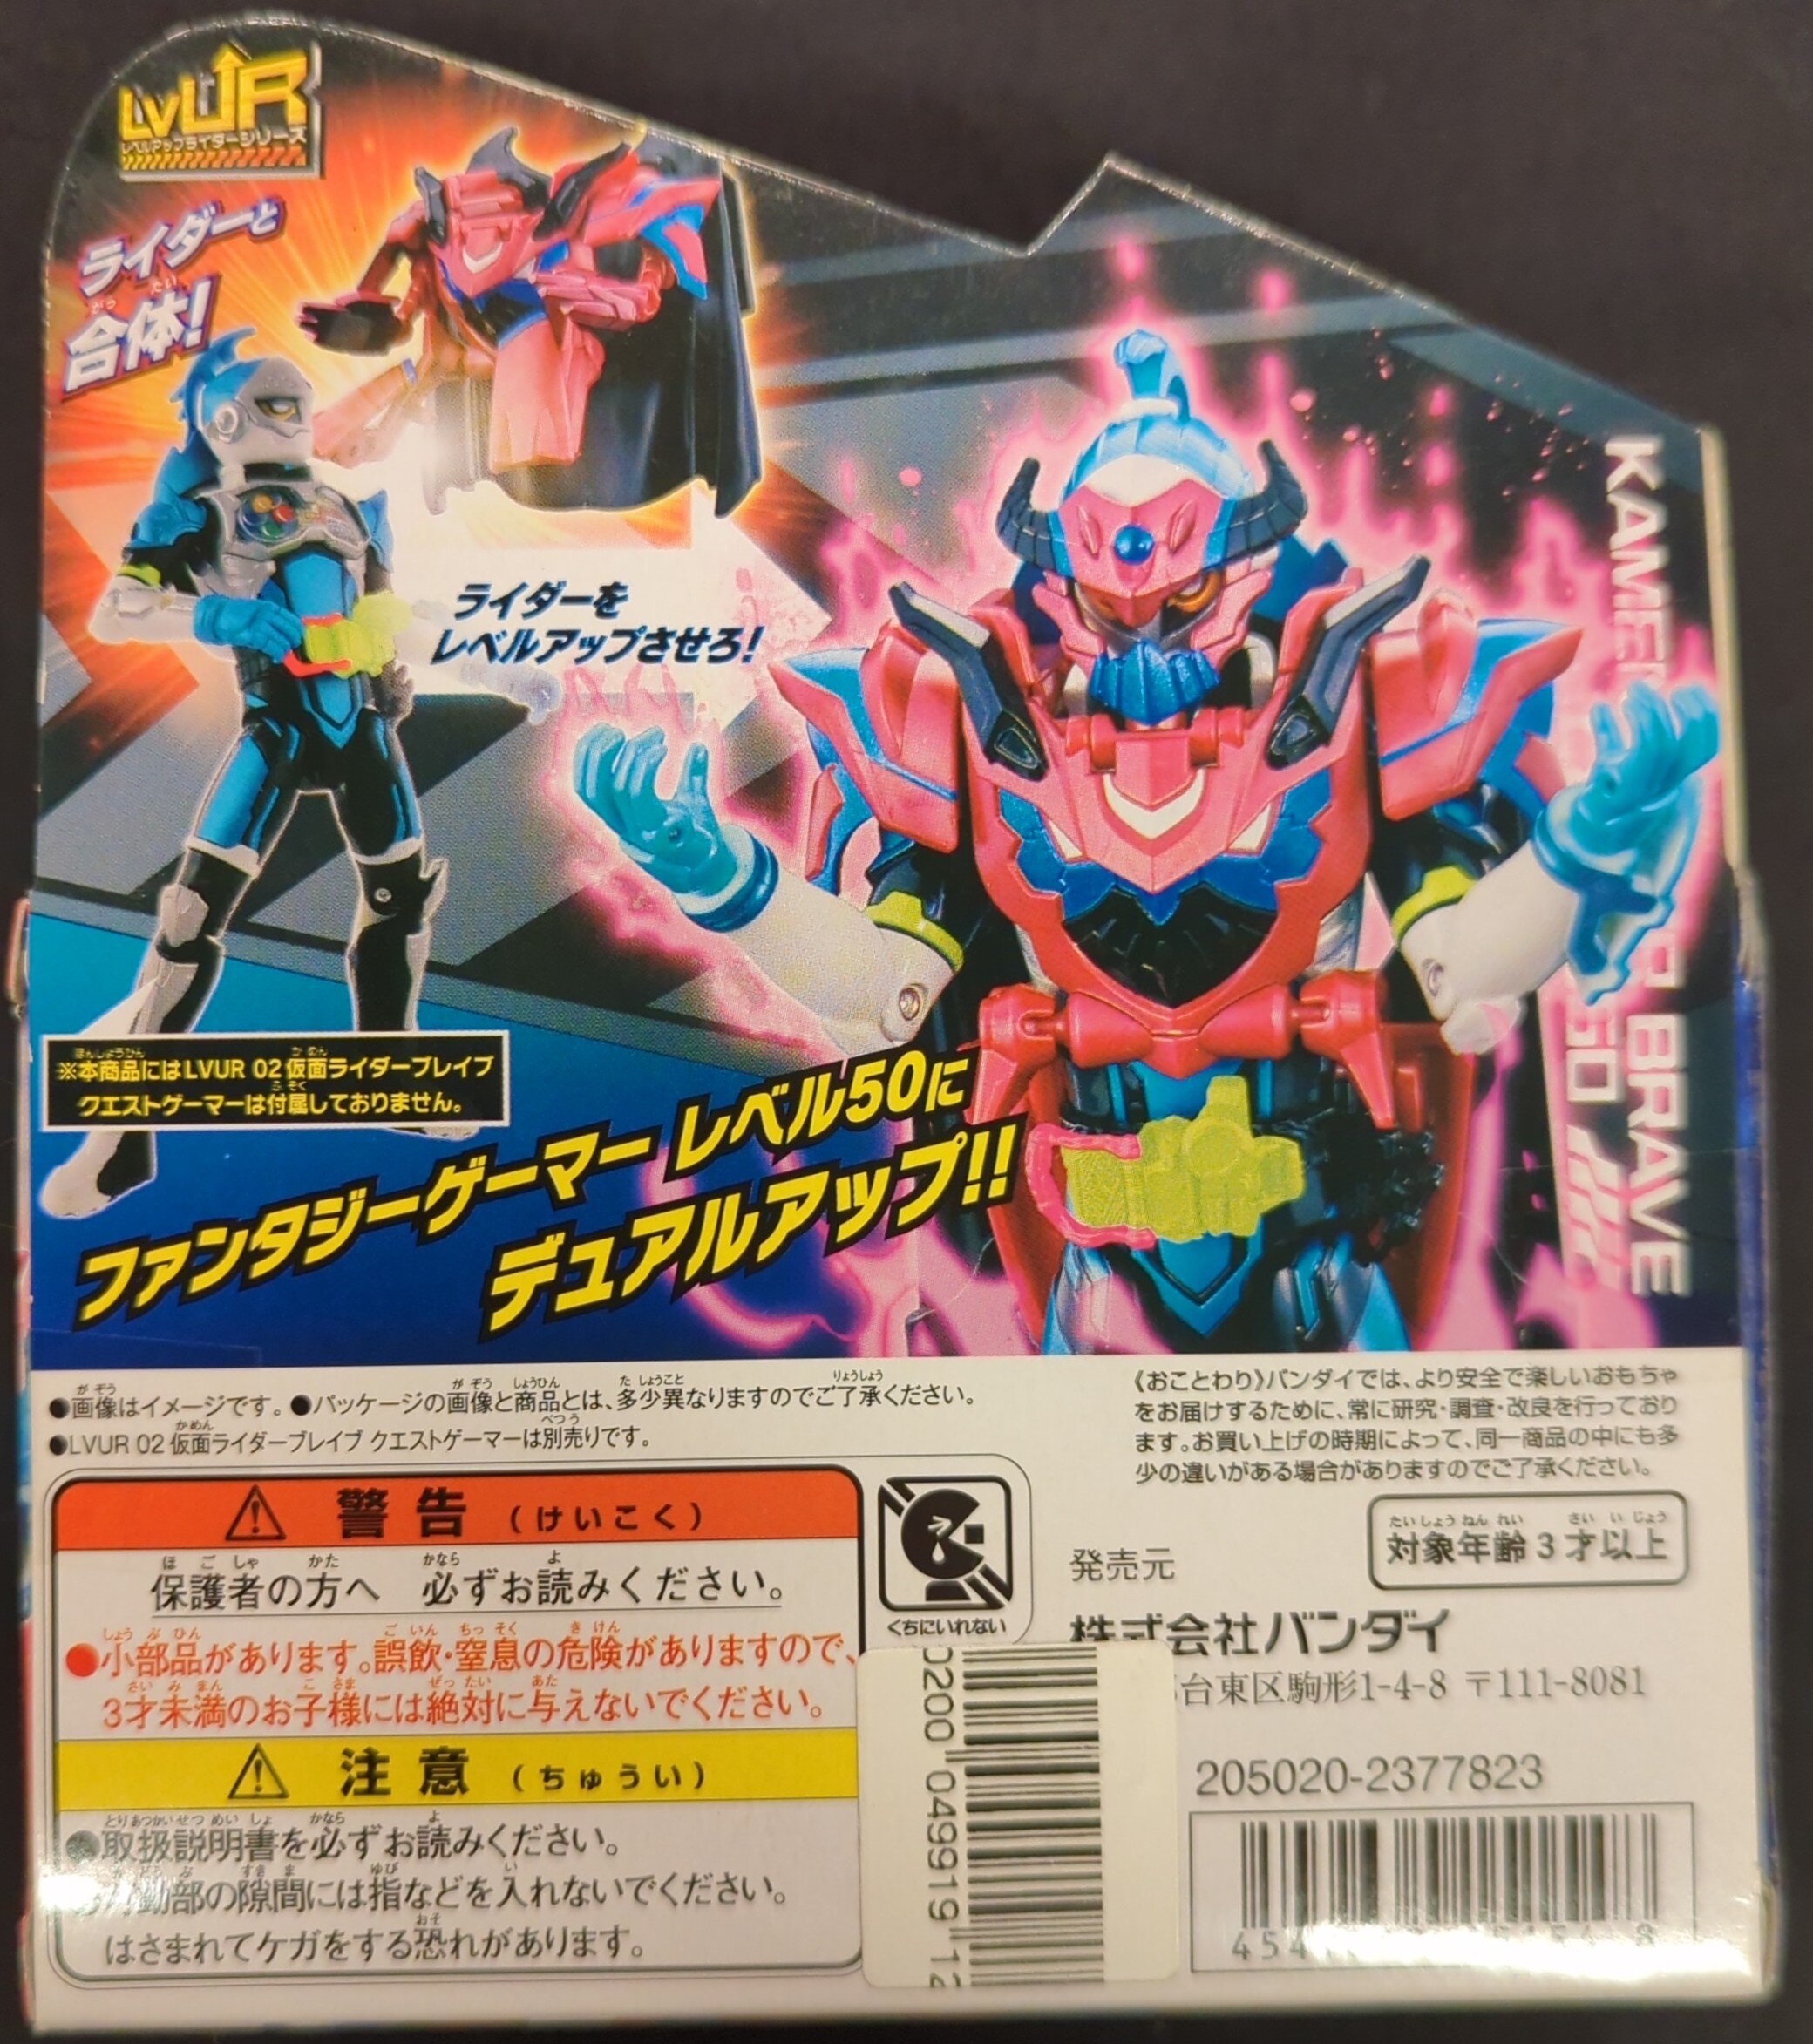 LVUR
レベルアップライダーシリーズ
ライダーと
合体!
ライダーを
レベルアップさせろ!
KAMEN
BRAVE
50
※本商品にはLVUR 02 仮面ライダーブレイブ
クエストゲーマーは付属しておりません。
ファンタジーゲーマー レベル50に
デュアルアップ!!
●画像はイメージです。●パッケージの画像と商品とは、多少異なりますのでご了承ください。
●LVUR 02 仮面ライダーブレイブ クエストゲーマーは別売りです。
警告 (けいこく)
保護者の方へ 必ずお読みください。
●小部品があります。誤飲・窒息の危険がありますので、
3才未満のお子様には絶対に与えないでください。
注意 (ちゅうい)
●取扱説明書を必ずお読みください。
可動部の隙間には指などを入れないでください。
はさまれてケガをする恐れがあります。
くちにいれない
《おことわり》バンダイでは、より安全で楽しいおもちゃ
をお届けするために、常に研究・調査・改良を行っており
ます。お買い上げの時期によって、同一商品の中にも多
少の違いがある場合がありますのでご了承ください。
対象年齢 3才以上
発売元
株式会社バンダイ
台東区駒形1-4-8 〒111-8081
205020-2377823
0200 049919 12